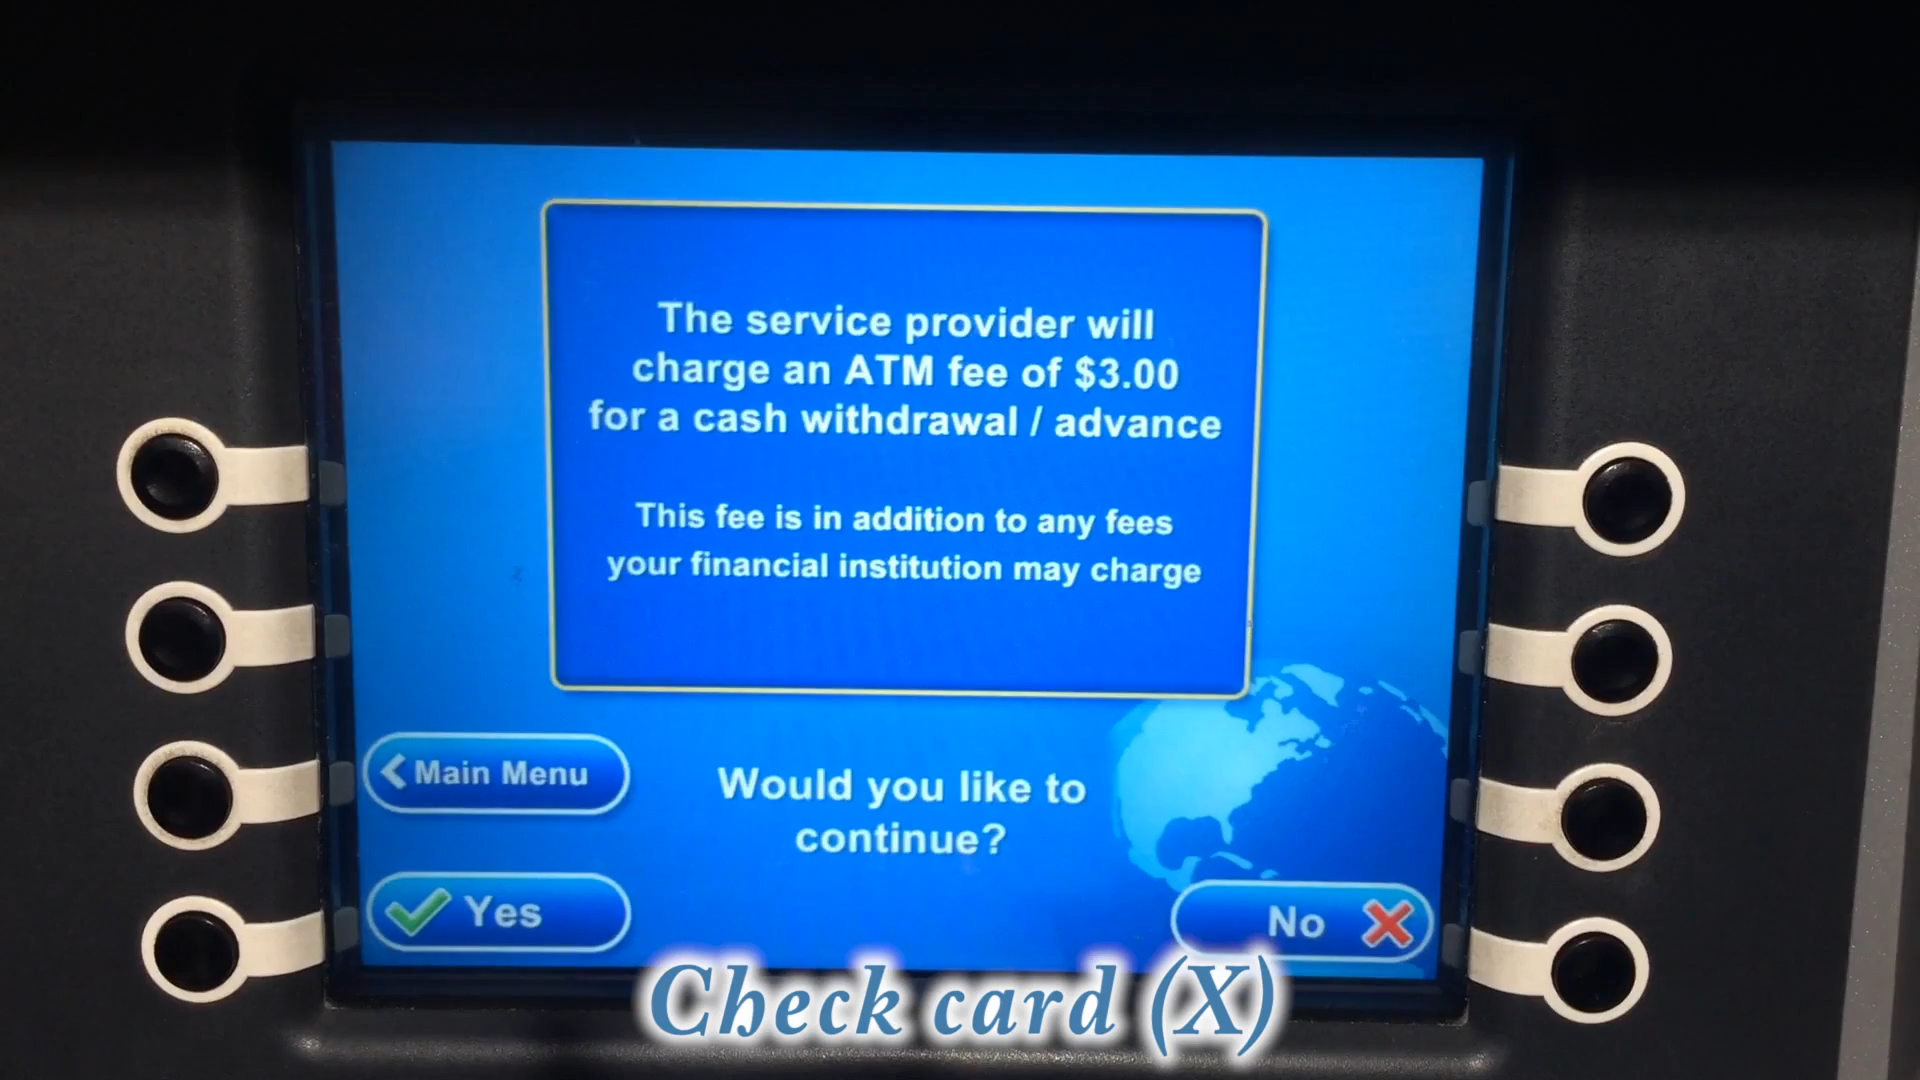 The service provider will
charge an ATM fee of $3.00
for a cash withdrawal / advance
This fee is in addition to any fees
your financial institution may charge
Main Menu
Would you like to
continue?
Yes
No
Check card (X)